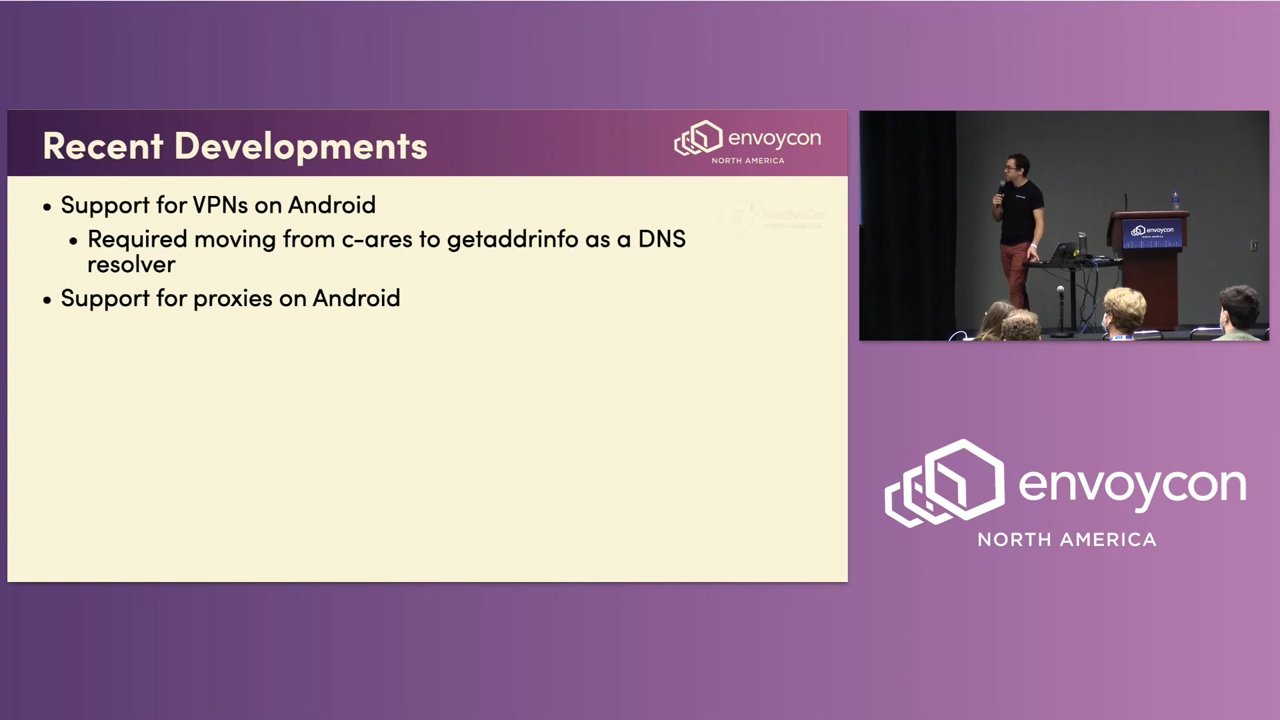 Recent Developments
envoycon
NORTH AMERICA
• Support for VPNs on Android
• Required moving from c-ares to getaddrinfo as a DNS
resolver
• Support for proxies on Android
envoycon
envoycon
NORTH AMERICA